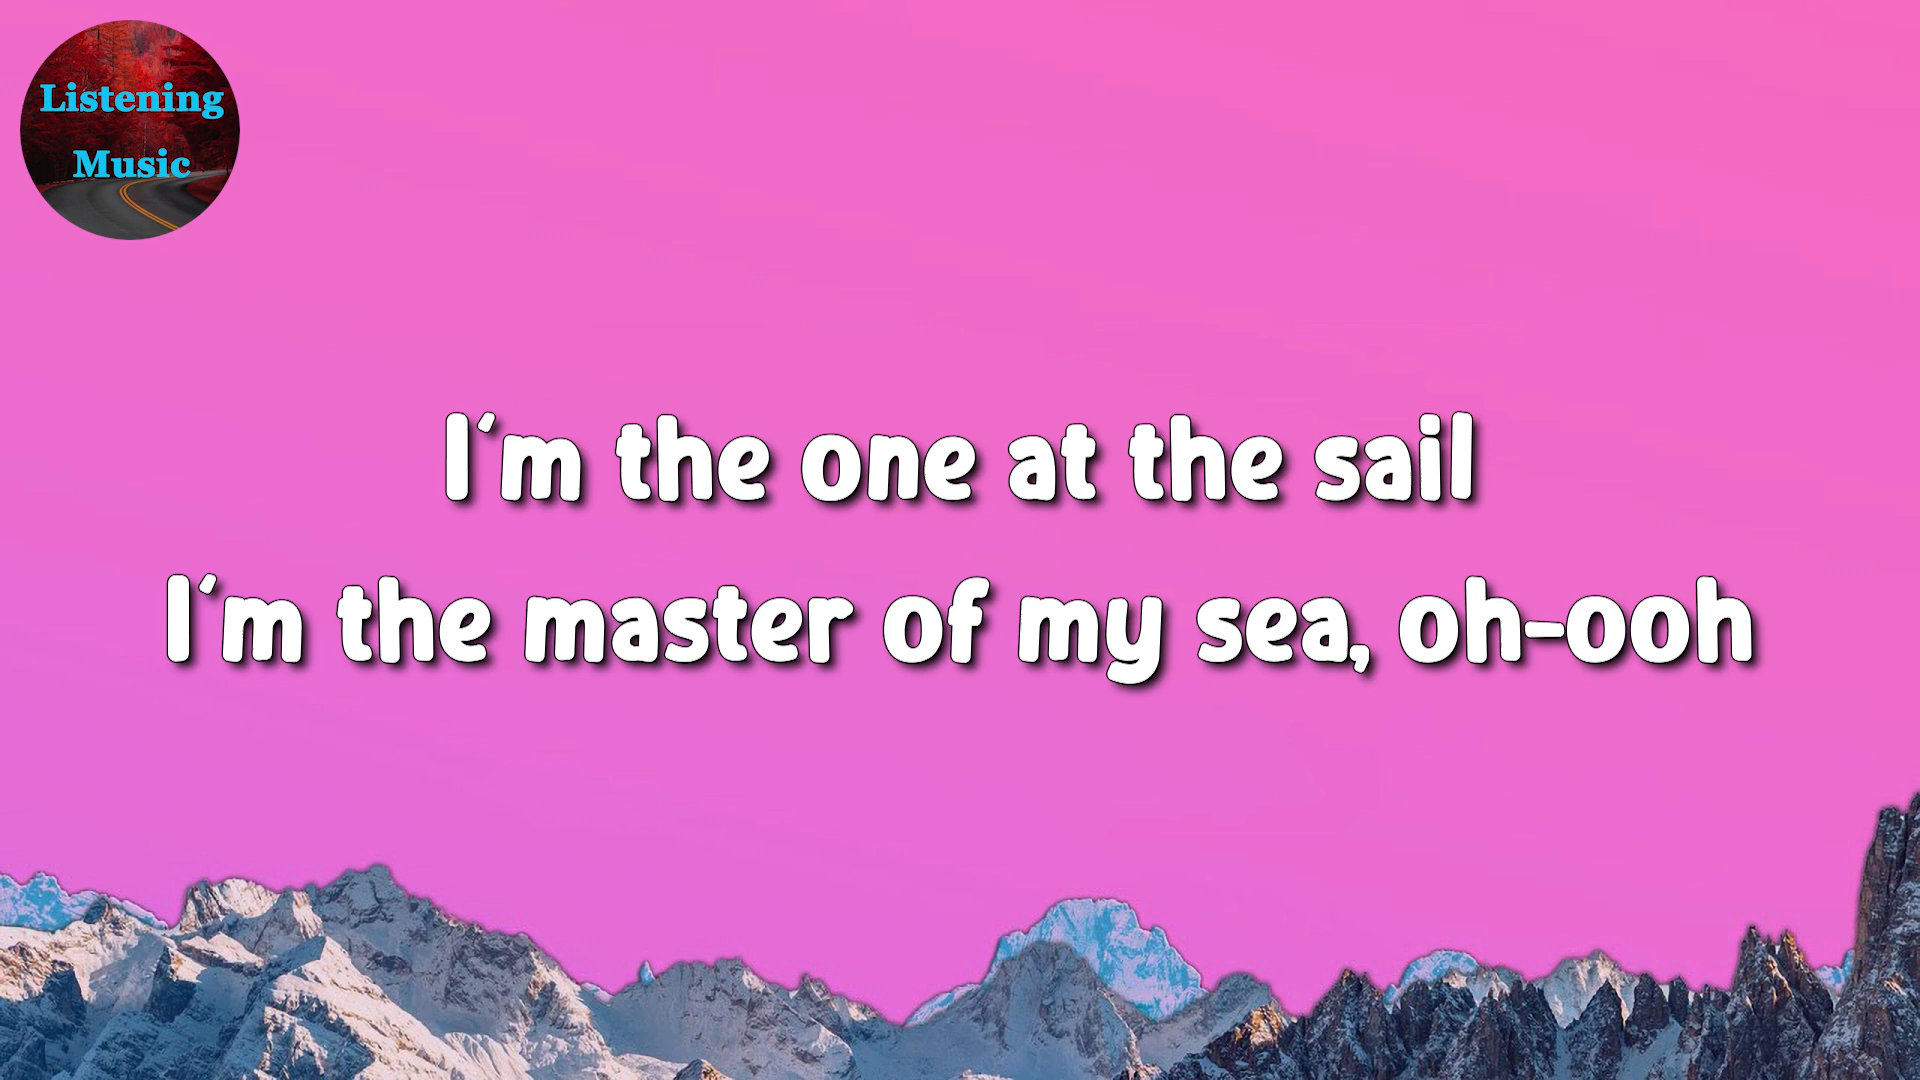 Listening
Music
I'm the one at the sail
I'm the master of my sea, oh-ooh